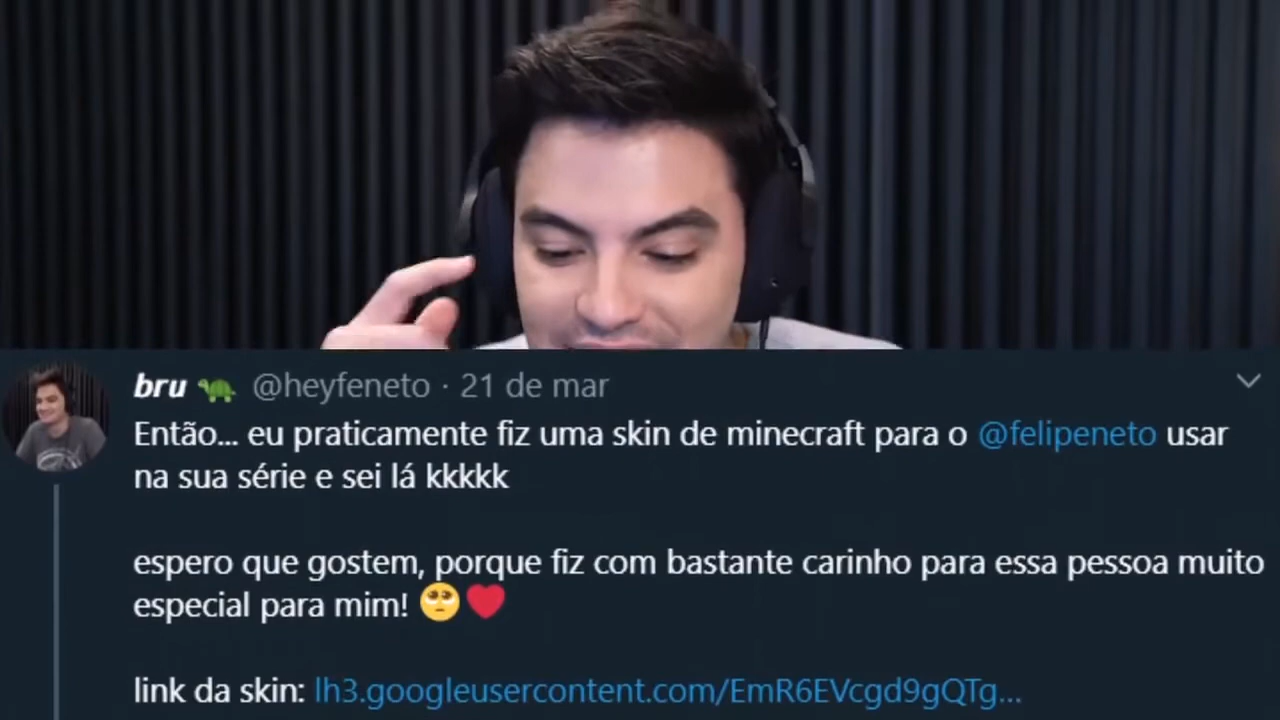 bru 🐢 @heyfeneto · 21 de mar
Então... eu praticamente fiz uma skin de minecraft para o @felipeneto usar
na sua série e sei lá kkkkk
espero que gostem, porque fiz com bastante carinho para essa pessoa muito
especial para mim! 🥺❤️
link da skin: lh3.googleusercontent.com/EmR6EVcgd9gQTg...